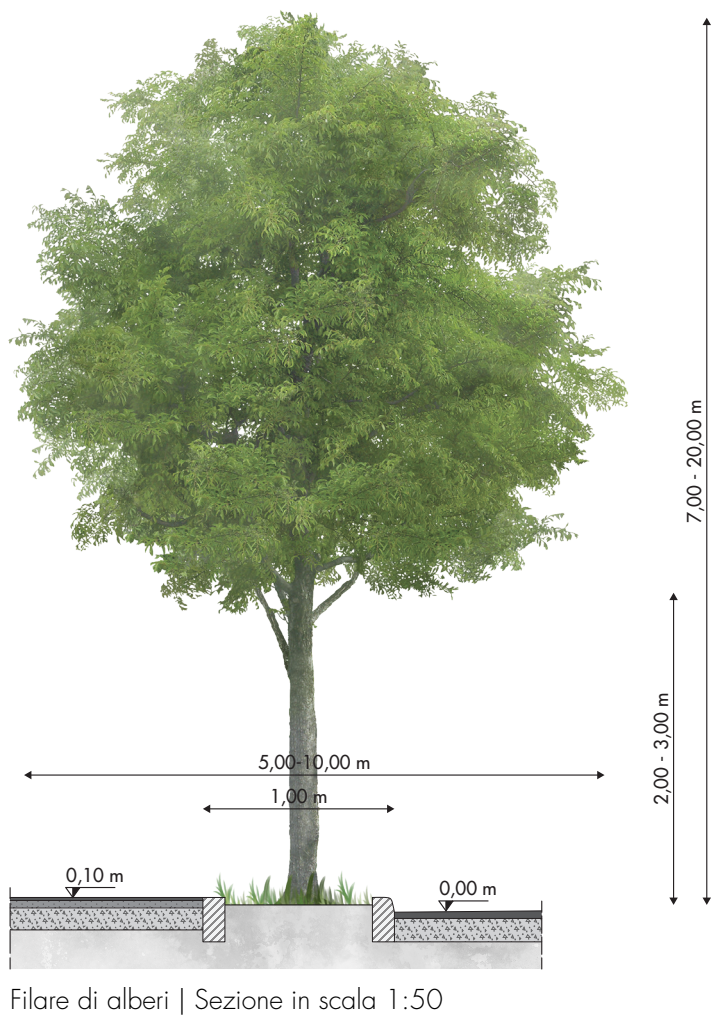 7,00 - 20,00 m
2,00 - 3,00 m
5,00-10,00 m
1,00 m
0,10 m
0,00 m
Filare di alberi | Sezione in scala 1:50